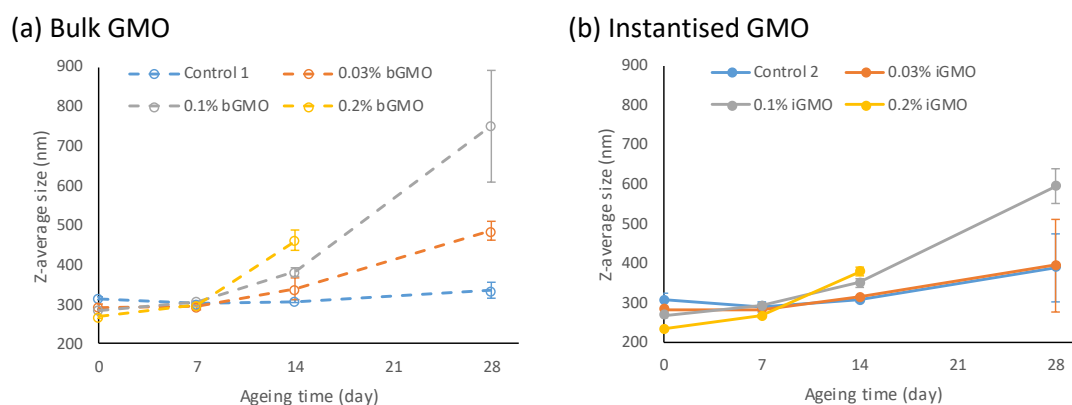 (a) Bulk GMO
900
800
700
600
500
400
300
200
Z-average size (nm)
Control 1
0.03% bGMO
0.1% bGMO
0.2% bGMO
0 7 14 21 28
Ageing time (day)
(b) Instantised GMO
900
800
700
600
500
400
300
200
Z-average size (nm)
Control 2
0.03% iGMO
0.1% iGMO
0.2% iGMO
0 7 14 21 28
Ageing time (day)